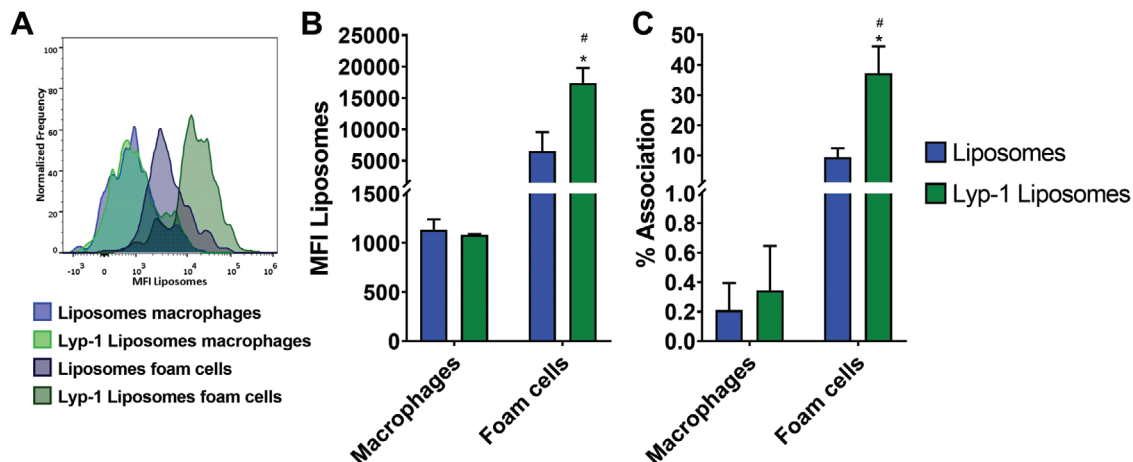 A
100
80
60
40
20
0
Normalized Frequency
-10³ 0 10³ 10⁴ 10⁵ 10⁶
MFI Liposomes
Liposomes macrophages
Lyp-1 Liposomes macrophages
Liposomes foam cells
Lyp-1 Liposomes foam cells
B
25000
20000
15000
10000
5000
1500
1000
500
0
MFI Liposomes
#
*
Macrophages
Foam cells
C
50
40
30
20
10
1.0
0.8
0.6
0.4
0.2
0.0
% Association
#
*
Macrophages
Foam cells
Liposomes
Lyp-1 Liposomes